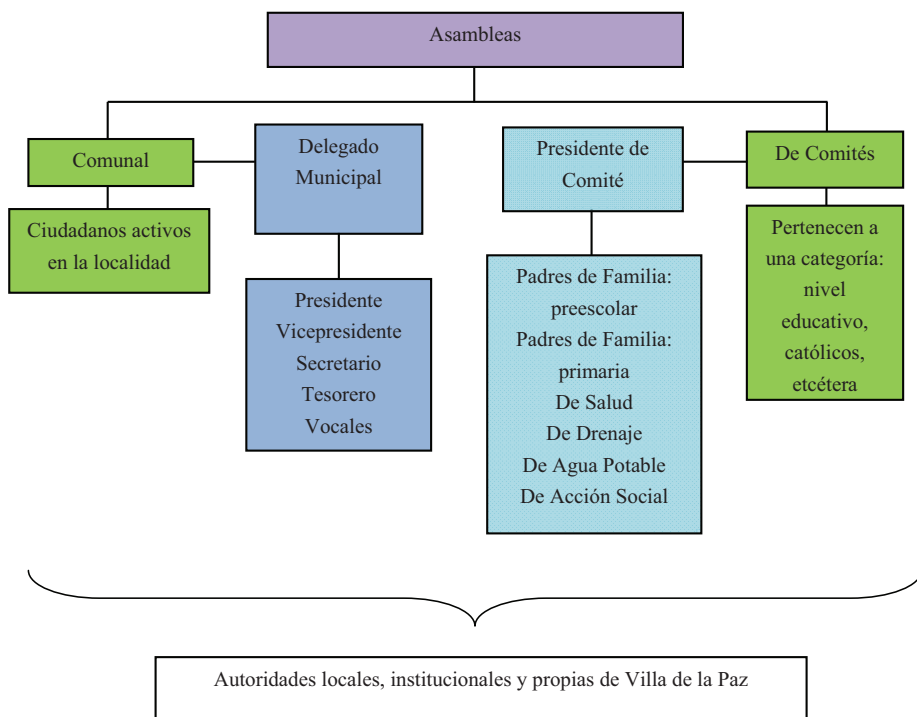 Asambleas
Comunal
Delegado
Municipal
Presidente de
Comité
De Comités
Ciudadanos activos
en la localidad
Presidente
Vicepresidente
Secretario
Tesorero
Vocales
Padres de Familia:
preescolar
Padres de Familia:
primaria
De Salud
De Drenaje
De Agua Potable
De Acción Social
Pertenecen a
una categoría:
nivel
educativo,
católicos,
etcétera
Autoridades locales, institucionales y propias de Villa de la Paz